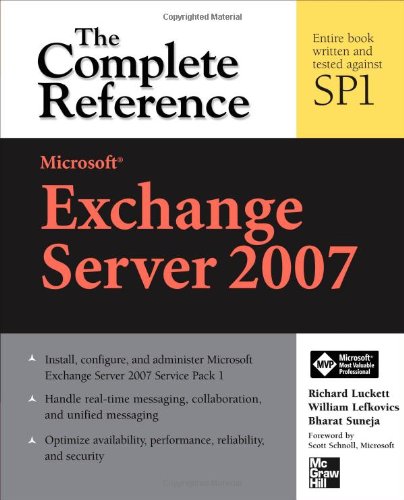 Copyrighted Material
The
Complete
Reference
Entire book
written and
tested against
SP1
Microsoft®
Exchange
Server 2007
Install, configure, and administer Microsoft
Exchange Server 2007 Service Pack 1
Handle real-time messaging, collaboration,
and unified messaging
Optimize availability, performance, reliability,
and security
MVP
Microsoft®
Most Valuable
Professional
Richard Luckett
William Lefkovics
Bharat Suneja
Foreword by
Scott Schnoll, Microsoft
Mc
Graw
Hill
Copyrighted Material